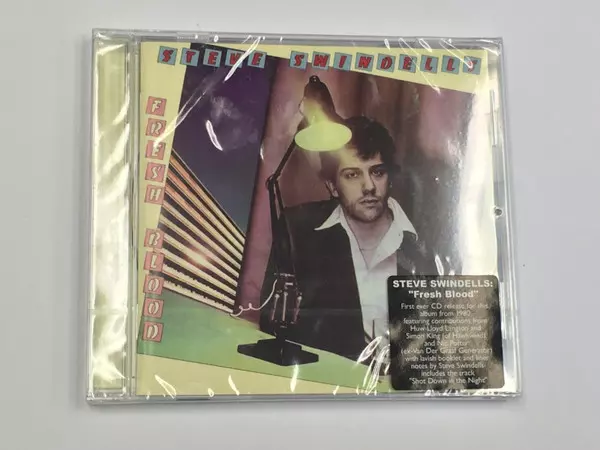 STEVE SWINDELLS
FRESH BLOOD
STEVE SWINDELLS:
"Fresh Blood"
First ever CD release for this
album from 1980
featuring contributions from
Huw Lloyd Langton and
Simon King (of Hawkwind)
and Nic Potter
(ex-Van Der Graaf Generator)
with lavish booklet and liner
notes by Steve Swindells
includes the track
"Shot Down in the Night"